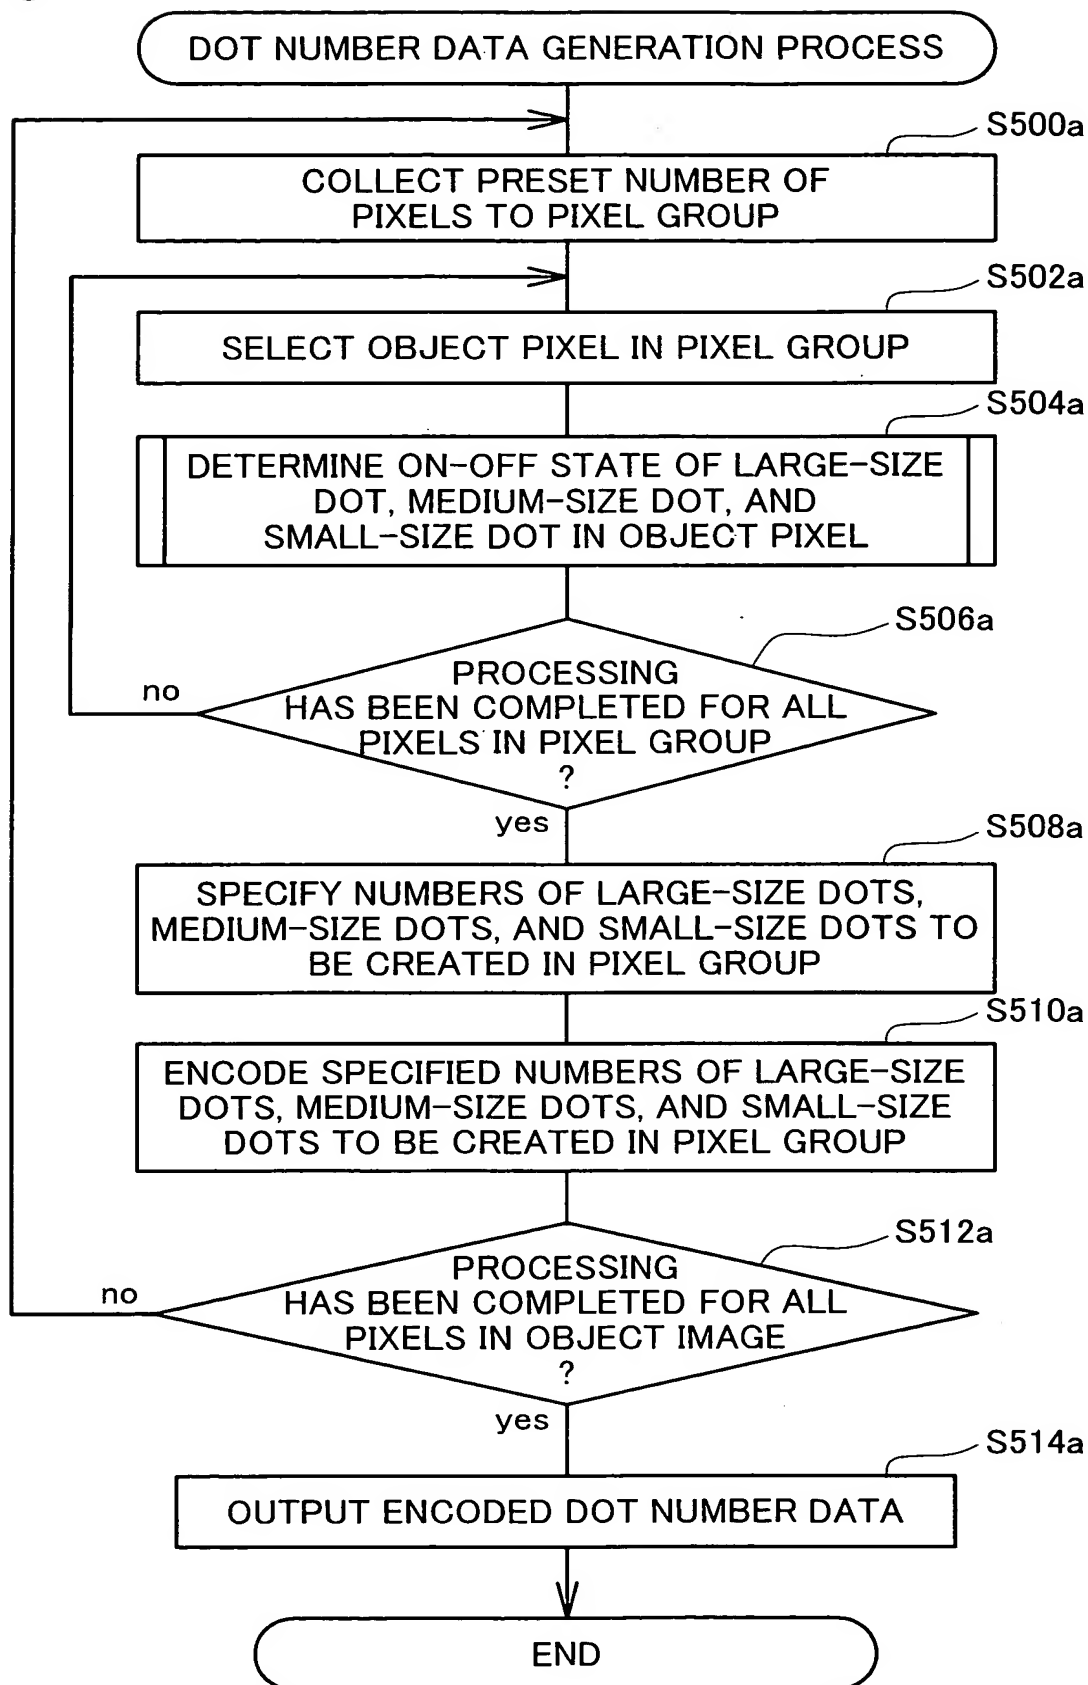 DOT NUMBER DATA GENERATION PROCESS
S500a
COLLECT PRESET NUMBER OF
PIXELS TO PIXEL GROUP
S502a
SELECT OBJECT PIXEL IN PIXEL GROUP
S504a
DETERMINE ON-OFF STATE OF LARGE-SIZE
DOT, MEDIUM-SIZE DOT, AND
SMALL-SIZE DOT IN OBJECT PIXEL
S506a
PROCESSING
HAS BEEN COMPLETED FOR ALL
PIXELS IN PIXEL GROUP
?
no
yes
S508a
SPECIFY NUMBERS OF LARGE-SIZE DOTS,
MEDIUM-SIZE DOTS, AND SMALL-SIZE DOTS TO
BE CREATED IN PIXEL GROUP
S510a
ENCODE SPECIFIED NUMBERS OF LARGE-SIZE
DOTS, MEDIUM-SIZE DOTS, AND SMALL-SIZE
DOTS TO BE CREATED IN PIXEL GROUP
S512a
PROCESSING
HAS BEEN COMPLETED FOR ALL
PIXELS IN OBJECT IMAGE
?
no
yes
S514a
OUTPUT ENCODED DOT NUMBER DATA
END